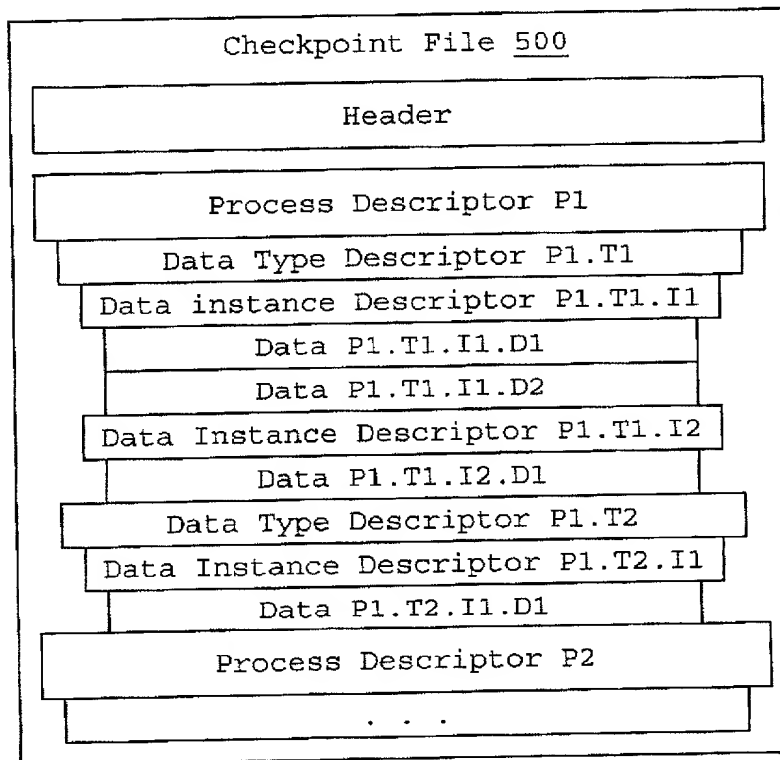 Checkpoint File 500
Header
Process Descriptor P1
Data Type Descriptor P1.T1
Data instance Descriptor P1.T1.I1
Data P1.T1.I1.D1
Data P1.T1.I1.D2
Data Instance Descriptor P1.T1.I2
Data P1.T1.I2.D1
Data Type Descriptor P1.T2
Data Instance Descriptor P1.T2.I1
Data P1.T2.I1.D1
Process Descriptor P2
. . .